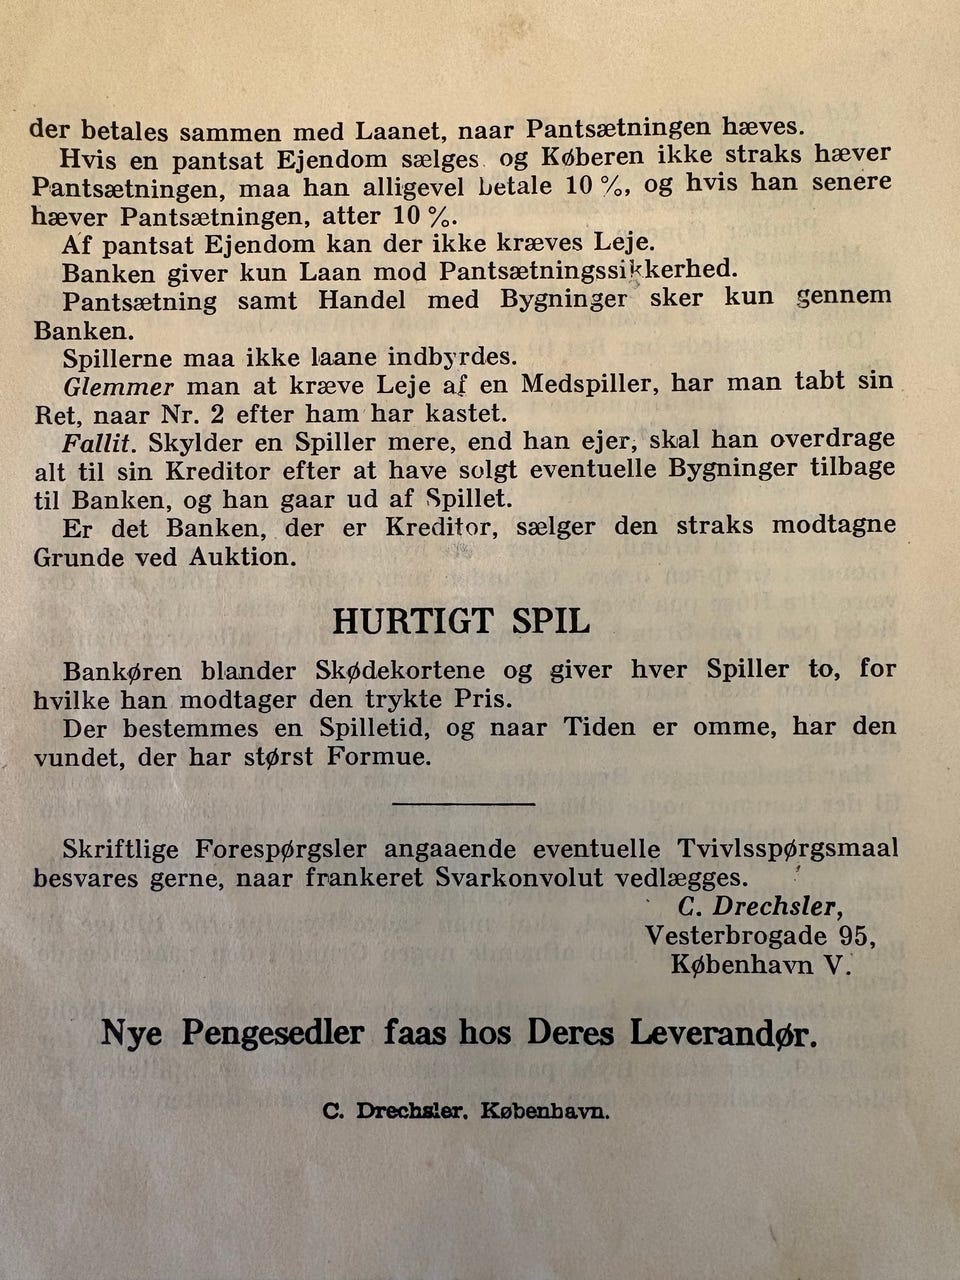 der betales sammen med Laanet, naar Pantsætningen hæves.
Hvis en pantsat Ejendom sælges og Køberen ikke straks hæver
Pantsætningen, maa han alligevel betale 10 %, og hvis han senere
hæver Pantsætningen, atter 10 %.
Af pantsat Ejendom kan der ikke kræves Leje.
Banken giver kun Laan mod Pantsætningssikkerhed.
Pantsætning samt Handel med Bygninger sker kun gennem
Banken.
Spillerne maa ikke laane indbyrdes.
Glemmer man at kræve Leje af en Medspiller, har man tabt sin
Ret, naar Nr. 2 efter ham har kastet.
Fallit. Skylder en Spiller mere, end han ejer, skal han overdrage
alt til sin Kreditor efter at have solgt eventuelle Bygninger tilbage
til Banken, og han gaar ud af Spillet.
Er det Banken, der er Kreditor, sælger den straks modtagne
Grunde ved Auktion.
HURTIGT SPIL
Bankøren blander Skødekortene og giver hver Spiller to, for
hvilke han modtager den trykte Pris.
Der bestemmes en Spilletid, og naar Tiden er omme, har den
vundet, der har størst Formue.
Skriftlige Forespørgsler angaaende eventuelle Tvivlsspørgsmaal
besvares gerne, naar frankeret Svarkonvolut vedlægges.
C. Drechsler,
Vesterbrogade 95,
København V.
Nye Pengesedler faas hos Deres Leverandør.
C. Drechsler. København.